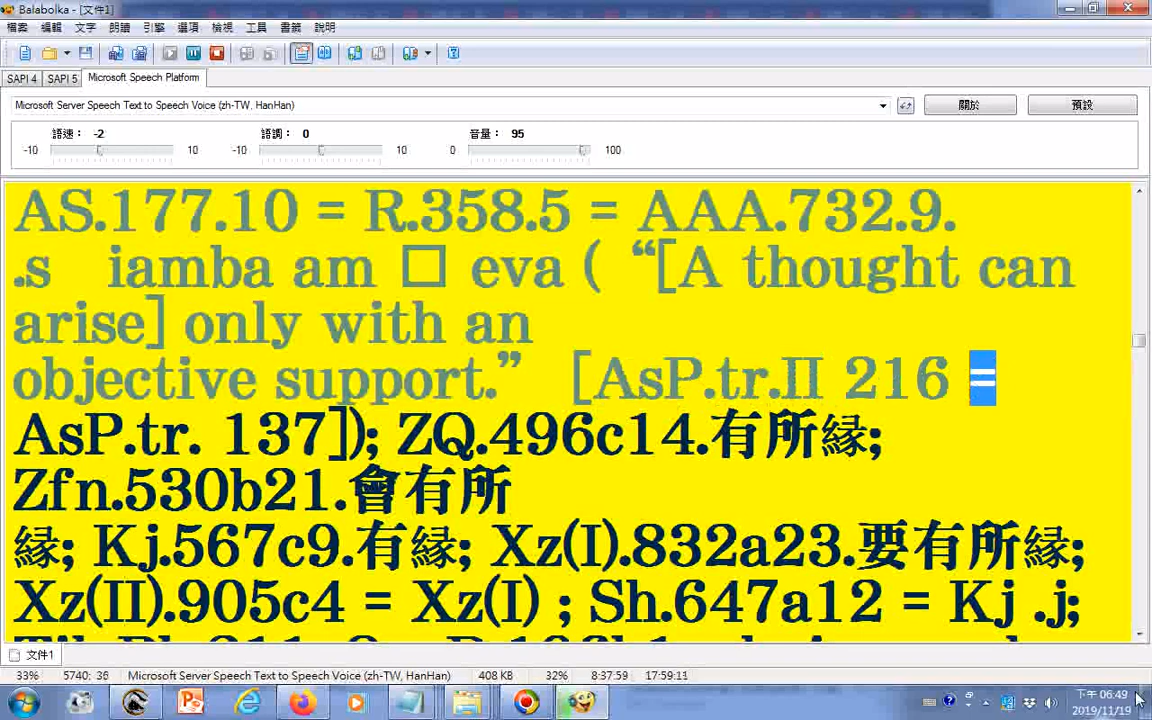 Balabolka - [文件1]
檔案 編輯 文字 朗讀 引擎 選項 檢視 工具 書籤 說明
SAPI 4 SAPI 5 Microsoft Speech Platform
Microsoft Server Speech Text to Speech Voice (zh-TW, HanHan) 關於 預設
語速： -2 語調： 0 音量： 95
-10 10 -10 10 0 100
AS.177.10 = R.358.5 = AAA.732.9.
.s iamba am □ eva ( “[A thought can
arise] only with an
objective support.” [AsP.tr.II 216 =
AsP.tr. 137]); ZQ.496c14.有所縁;
Zfn.530b21.會有所
縁; Kj.567c9.有縁; Xz(I).832a23.要有所縁;
Xz(II).905c4 = Xz(I) ; Sh.647a12 = Kj .j;
文件1
33% 5740; 36 Microsoft Server Speech Text to Speech Voice (zh-TW, HanHan) 408 KB 32% 8:37:59 17:59:11
下午 06:49
2019/11/19